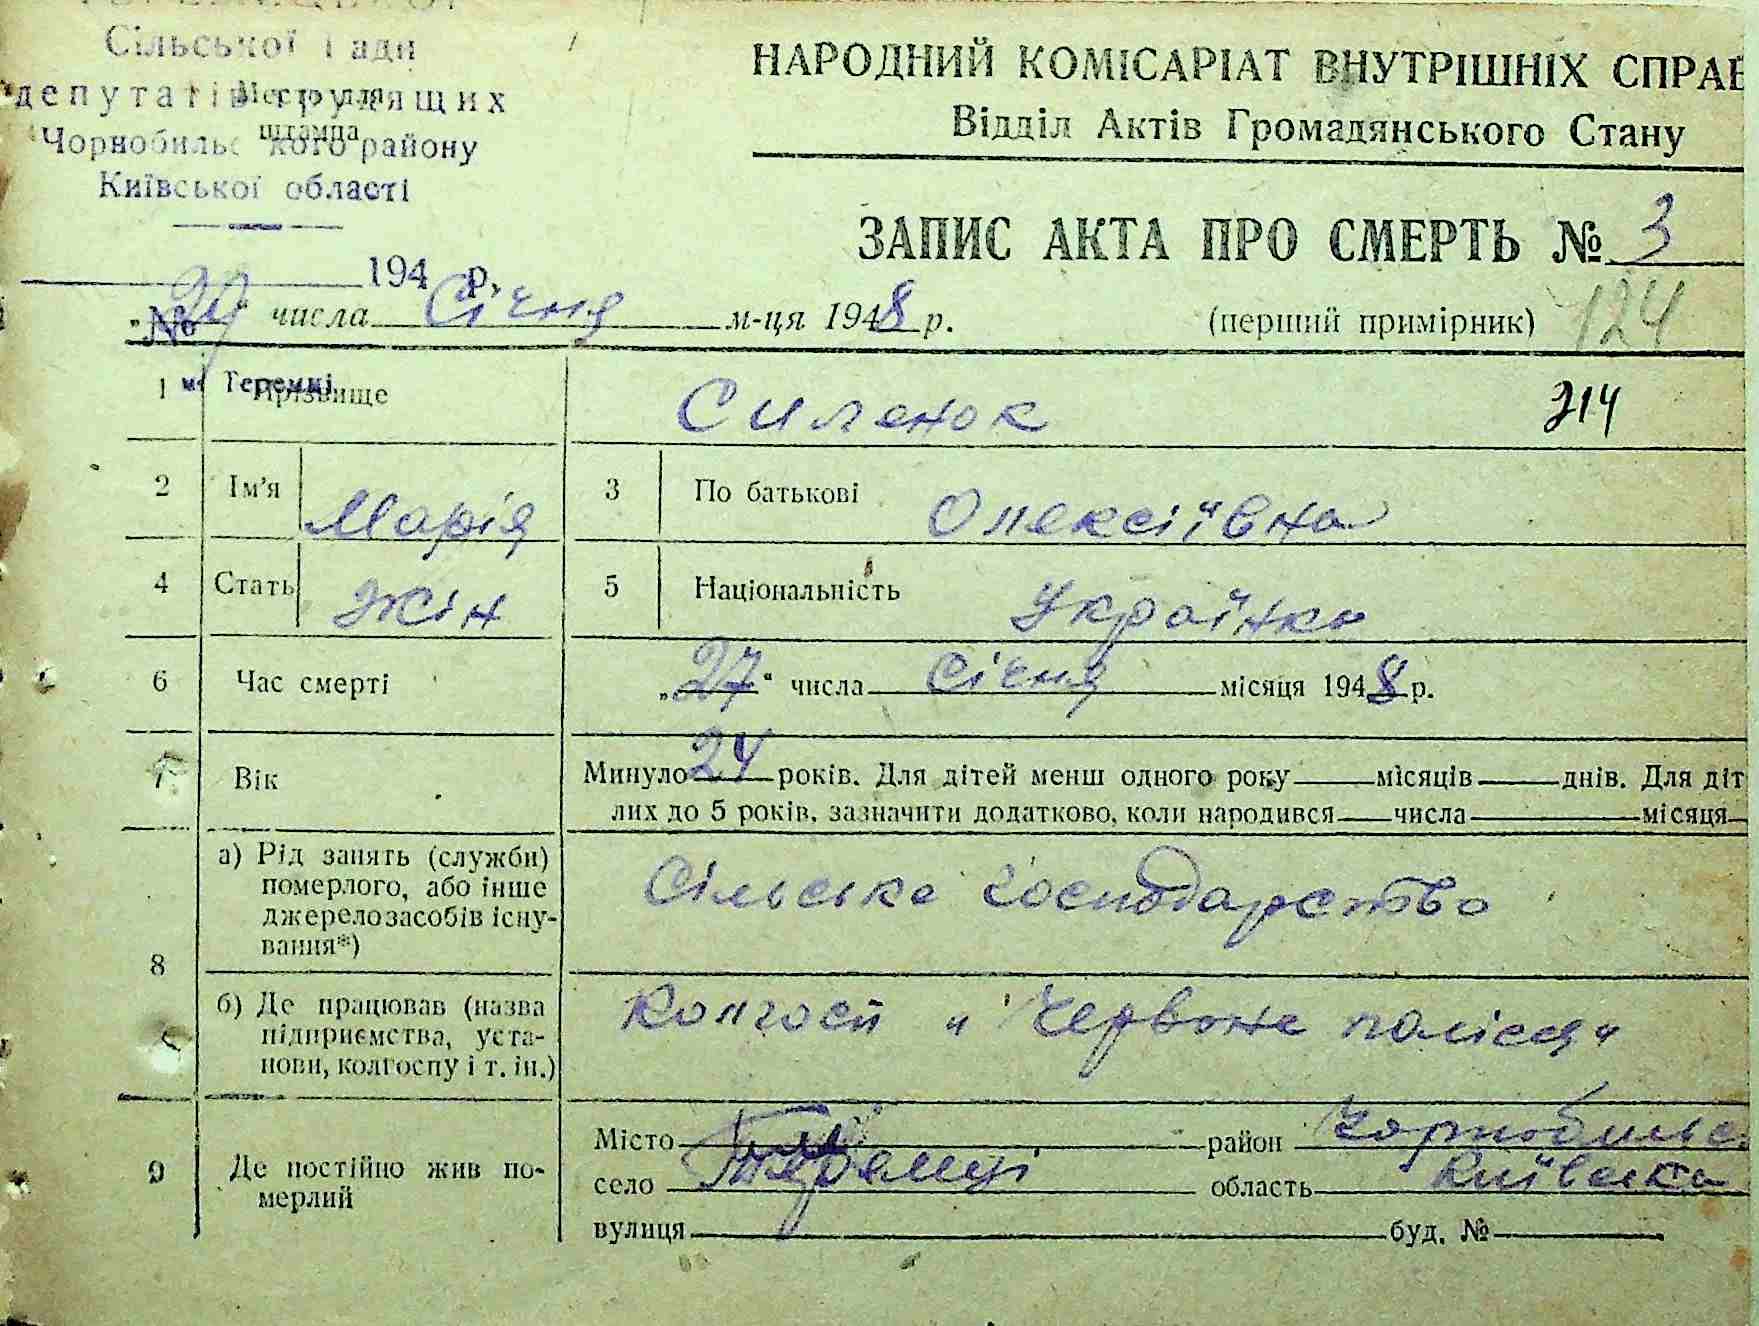 Сільської Ради
депутатів трудящих
Місце для
штампа
Чорнобильського району
Київської області
НАРОДНИЙ КОМІСАРІАТ ВНУТРІШНІХ СПРАВ
Відділ Актів Громадянського Стану
ЗАПИС АКТА ПРО СМЕРТЬ № 3
194 р.
№
„29“ числа Січня м-ця 1948 р. (перший примірник) 124
м. Теремці
1 Прізвище Силенок 214
2 Ім'я Марія 3 По батькові Олексіївна
4 Стать жін 5 Національність Українка
6 Час смерті „27“ числа Січня місяця 1948 р.
7 Вік Минуло 24 років. Для дітей менш одного року місяців днів. Для діт
лих до 5 років, зазначити додатково, коли народився числа місяця
8 а) Рід занять (служби) померлого, або інше джерело засобів існування*) Сільське господарство
б) Де працював (назва підприємства, установи, колгоспу і т. ін.) Колгосп „Червоне полісся“
9 Де постійно жив померлий Місто район Чорнобильс
село Теремці область Київська
вулиця буд. №